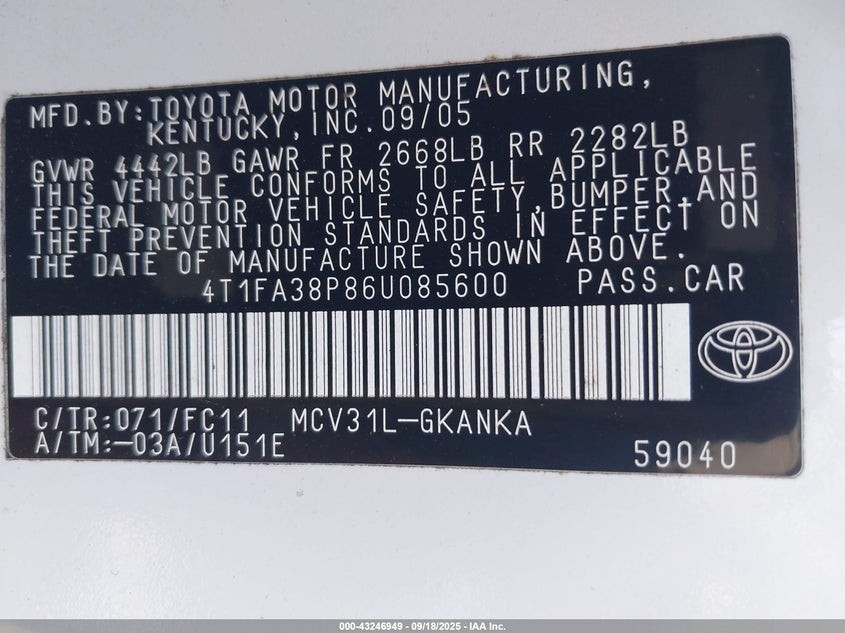 MFD.BY:TOYOTA MOTOR MANUFACTURING,
KENTUCKY,INC.09/05
GVWR 4442LB GAWR FR 2668LB RR 2282LB
THIS VEHICLE CONFORMS TO ALL APPLICABLE
FEDERAL MOTOR VEHICLE SAFETY,BUMPER,AND
THEFT PREVENTION STANDARDS IN EFFECT ON
THE DATE OF MANUFACTURE SHOWN ABOVE.
4T1FA38P86U085600 PASS.CAR
C/TR:071/FC11 MCV31L-GKANKA
A/TM:-03A/U151E
59040
000-43246949 - 09/18/2025 - IAA Inc.